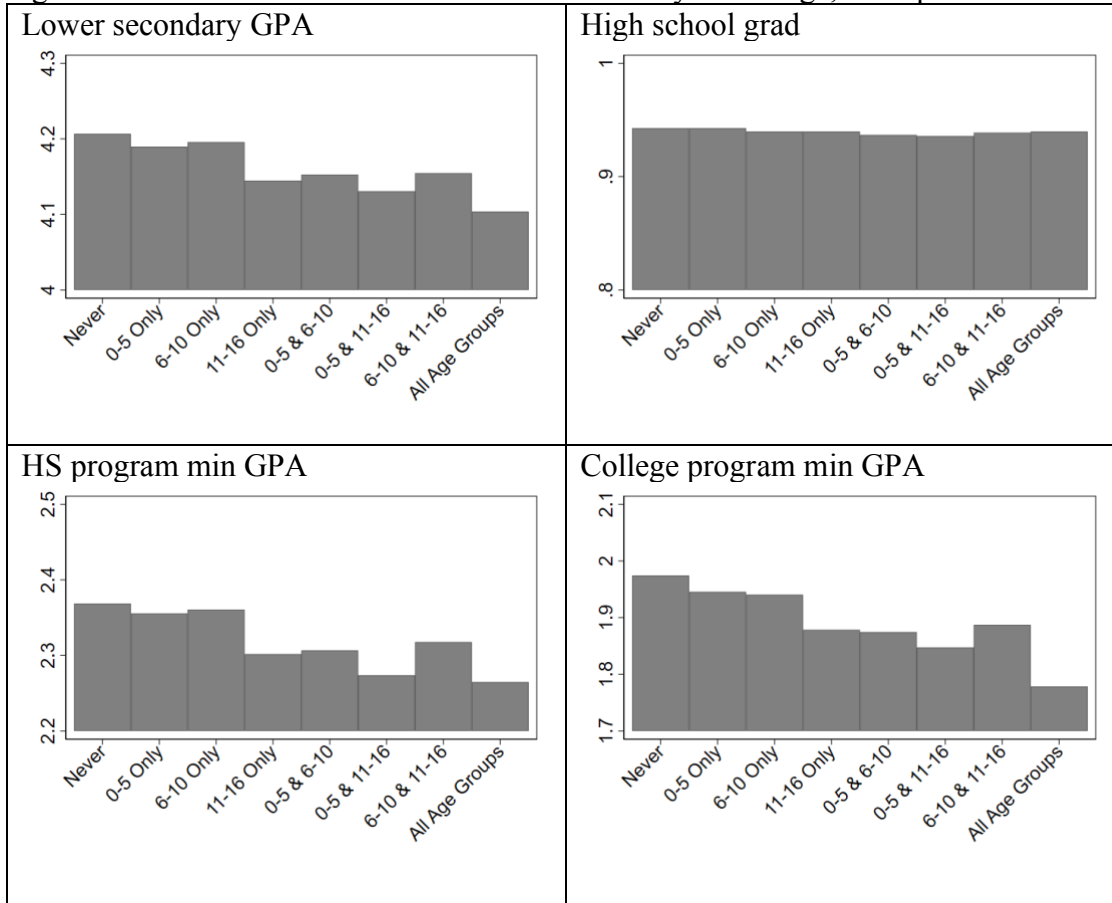 Lower secondary GPA
4.3
4.2
4.1
4
Never
0-5 Only
6-10 Only
11-16 Only
0-5 & 6-10
0-5 & 11-16
6-10 & 11-16
All Age Groups
High school grad
1
.9
.8
Never
0-5 Only
6-10 Only
11-16 Only
0-5 & 6-10
0-5 & 11-16
6-10 & 11-16
All Age Groups
HS program min GPA
2.5
2.4
2.3
2.2
Never
0-5 Only
6-10 Only
11-16 Only
0-5 & 6-10
0-5 & 11-16
6-10 & 11-16
All Age Groups
College program min GPA
2.1
2
1.9
1.8
1.7
Never
0-5 Only
6-10 Only
11-16 Only
0-5 & 6-10
0-5 & 11-16
6-10 & 11-16
All Age Groups